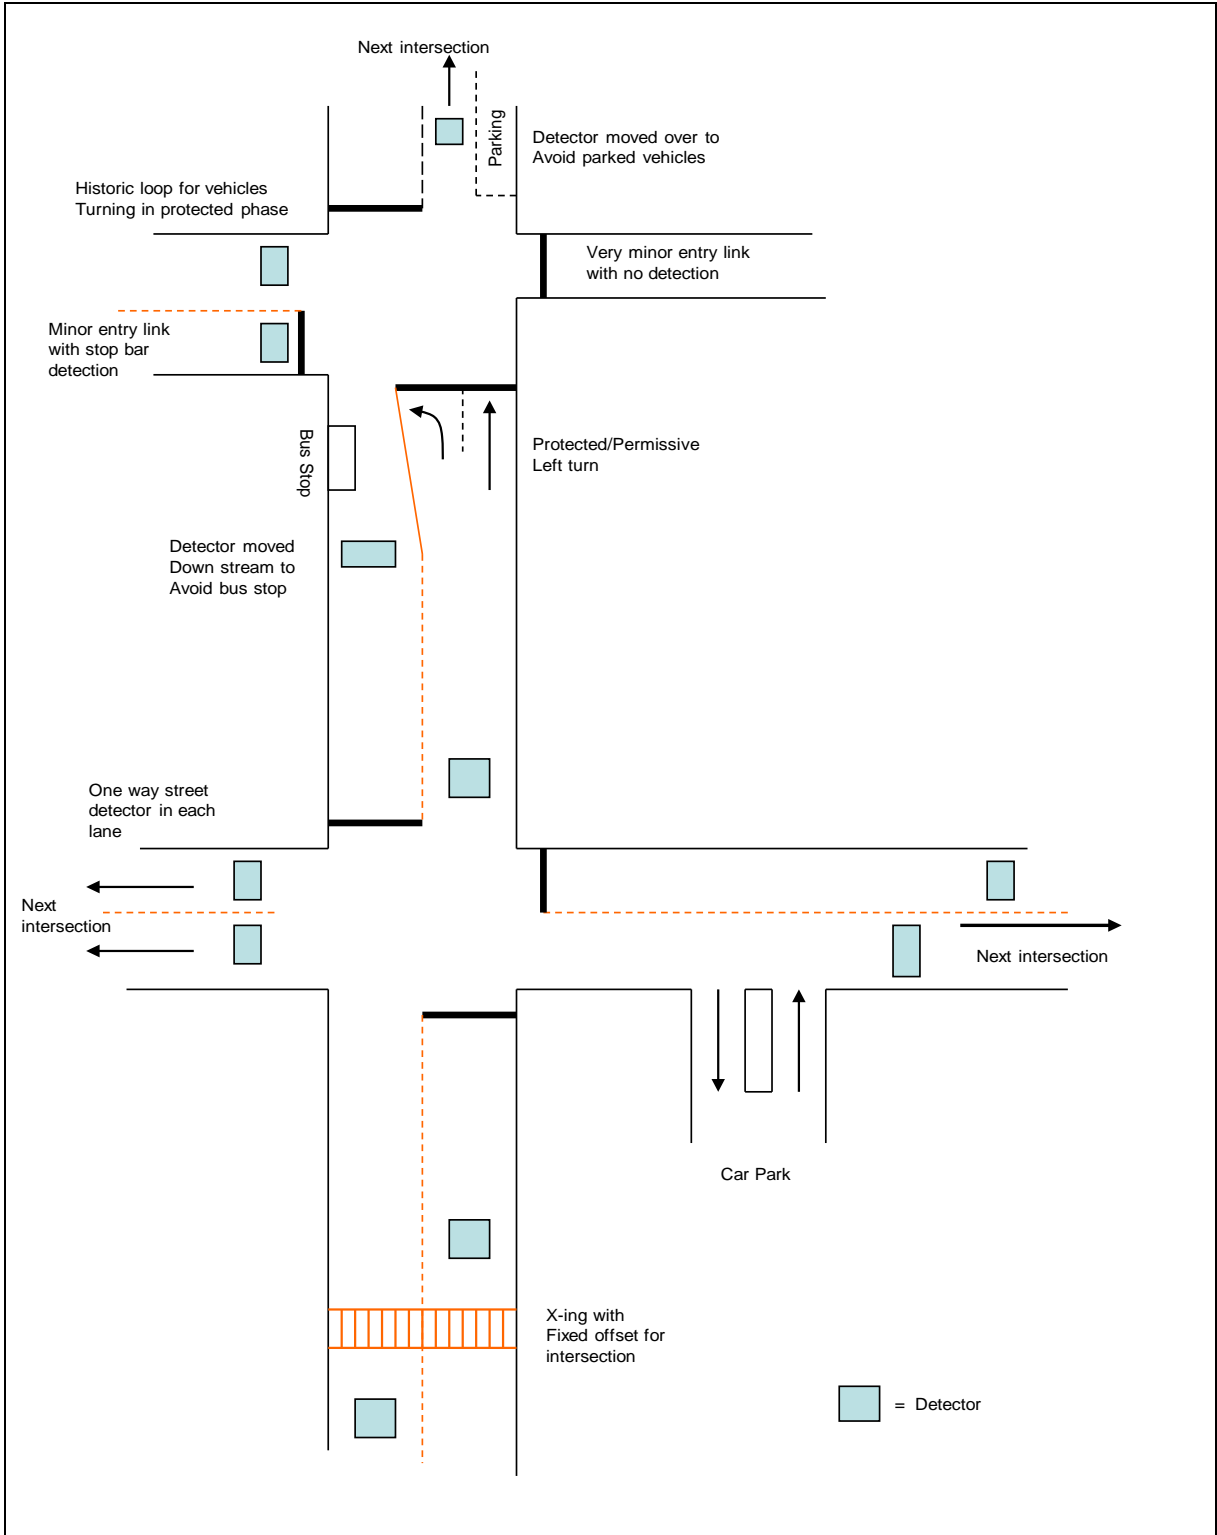 Next intersection
Parking
Detector moved over to
Avoid parked vehicles
Historic loop for vehicles
Turning in protected phase
Very minor entry link
with no detection
Minor entry link
with stop bar
detection
Bus Stop
Protected/Permissive
Left turn
Detector moved
Down stream to
Avoid bus stop
One way street
detector in each
lane
Next
intersection
Next intersection
Car Park
X-ing with
Fixed offset for
intersection
= Detector